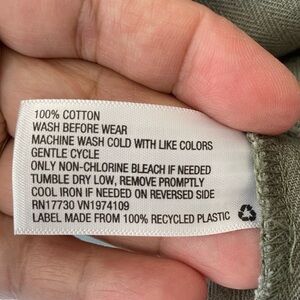 100% COTTON
WASH BEFORE WEAR
MACHINE WASH COLD WITH LIKE COLORS
GENTLE CYCLE
ONLY NON-CHLORINE BLEACH IF NEEDED
TUMBLE DRY LOW, REMOVE PROMPTLY
COOL IRON IF NEEDED ON REVERSED SIDE
RN17730 VN1974109
LABEL MADE FROM 100% RECYCLED PLASTIC